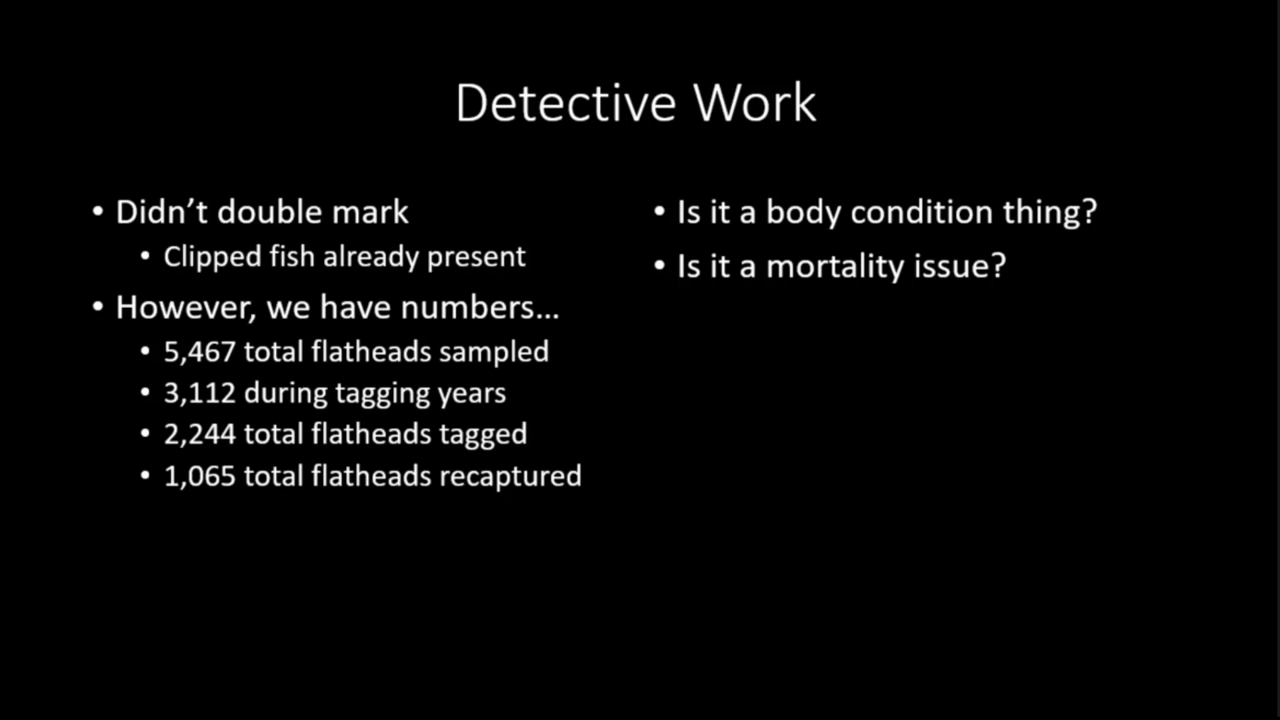 Detective Work
• Didn’t double mark
• Clipped fish already present
• However, we have numbers…
• 5,467 total flatheads sampled
• 3,112 during tagging years
• 2,244 total flatheads tagged
• 1,065 total flatheads recaptured
• Is it a body condition thing?
• Is it a mortality issue?